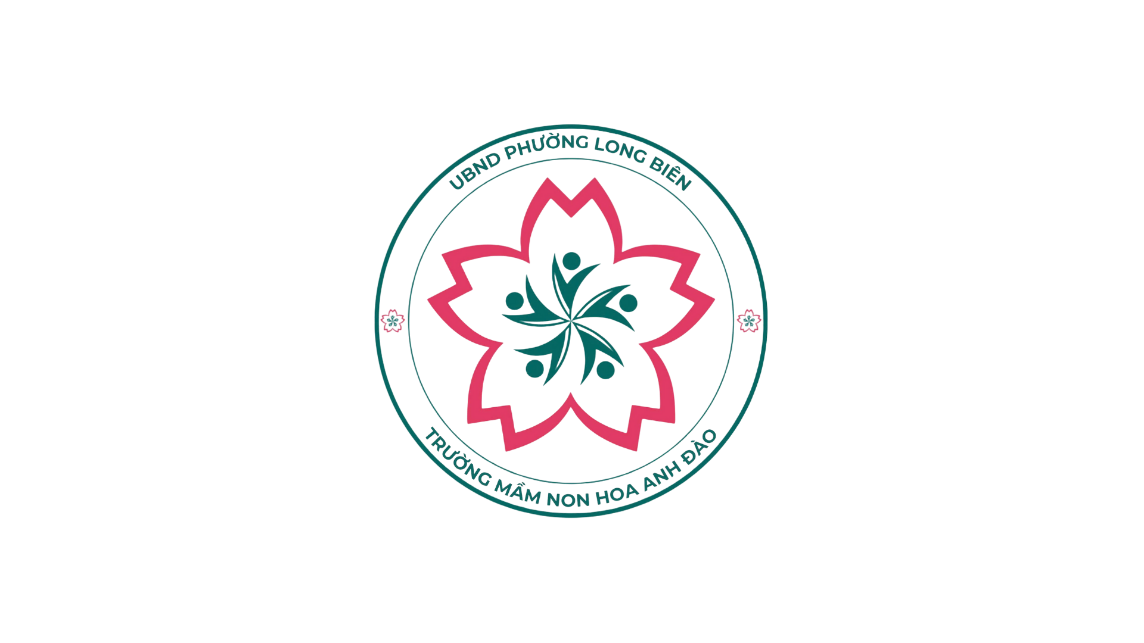 UBND PHƯỜNG LONG BIÊN
TRƯỜNG MẦM NON HOA ANH ĐÀO